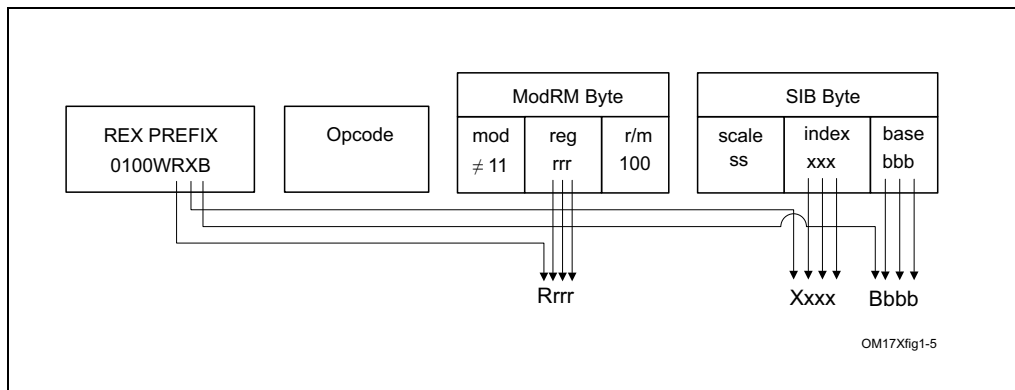 ModRM Byte
SIB Byte
REX PREFIX
0100WRXB
Opcode
mod
≠ 11
reg
rrr
r/m
100
scale
ss
index
xxx
base
bbb
Rrrr
Xxxx
Bbbb
OM17Xfig1-5